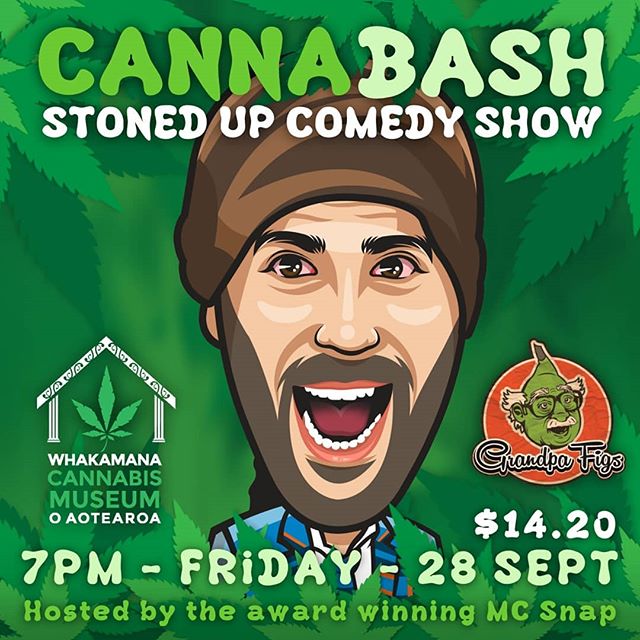 CANNABASH
STONED UP COMEDY SHOW
WHAKAMANA
CANNABIS
MUSEUM
O AOTEAROA
Grandpa Figs
$14.20
7PM - FRiDAY - 28 SEPT
Hosted by the award winning MC Snap